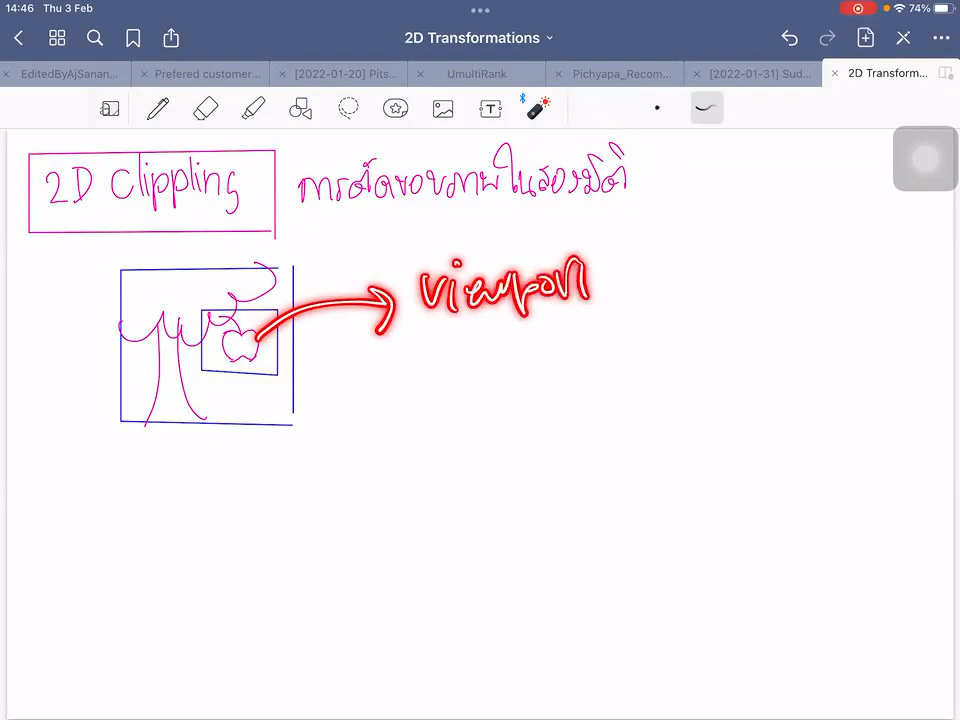 14:46 Thu 3 Feb
74%
2D Transformations
EditedByAjSanan...
Prefered customer...
[2022-01-20] Pits...
UmultiRank
Pichyapa_Recom...
[2022-01-31] Sud...
2D Transform...
2D Clippling การตัดขอบภาพในสองมิติ
viewport